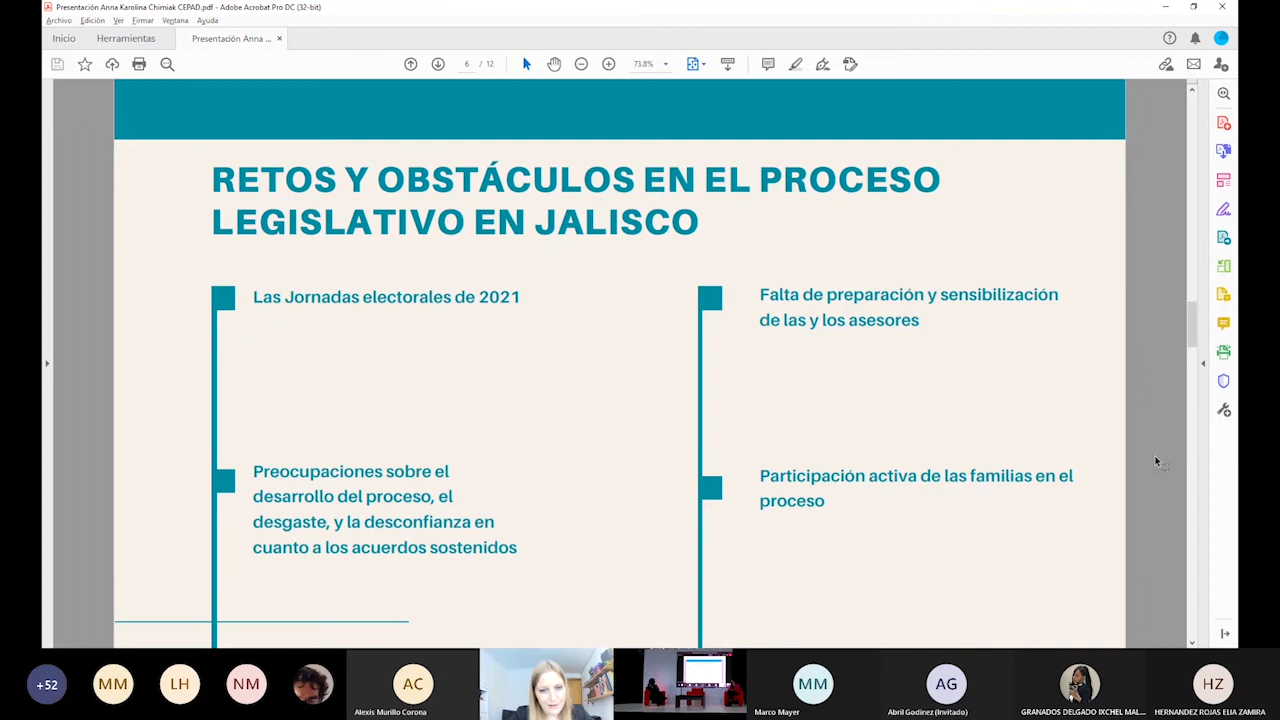 Presentación Anna Karolina Chimiak CEPAD.pdf - Adobe Acrobat Pro DC (32-bit)
Archivo Edición Ver Firmar Ventana Ayuda
Inicio Herramientas Presentación Anna ... ×
6 / 12 73.8%
RETOS Y OBSTÁCULOS EN EL PROCESO
LEGISLATIVO EN JALISCO
Las Jornadas electorales de 2021
Preocupaciones sobre el
desarrollo del proceso, el
desgaste, y la desconfianza en
cuanto a los acuerdos sostenidos
Falta de preparación y sensibilización
de las y los asesores
Participación activa de las familias en el
proceso
+52 MM LH NM AC MM AG HZ
Alexis Murillo Corona Marco Mayer Abril Godinez (Invitado) GRANADOS DELGADO IXCHEL MAL... HERNANDEZ ROJAS ELIA ZAMIRA